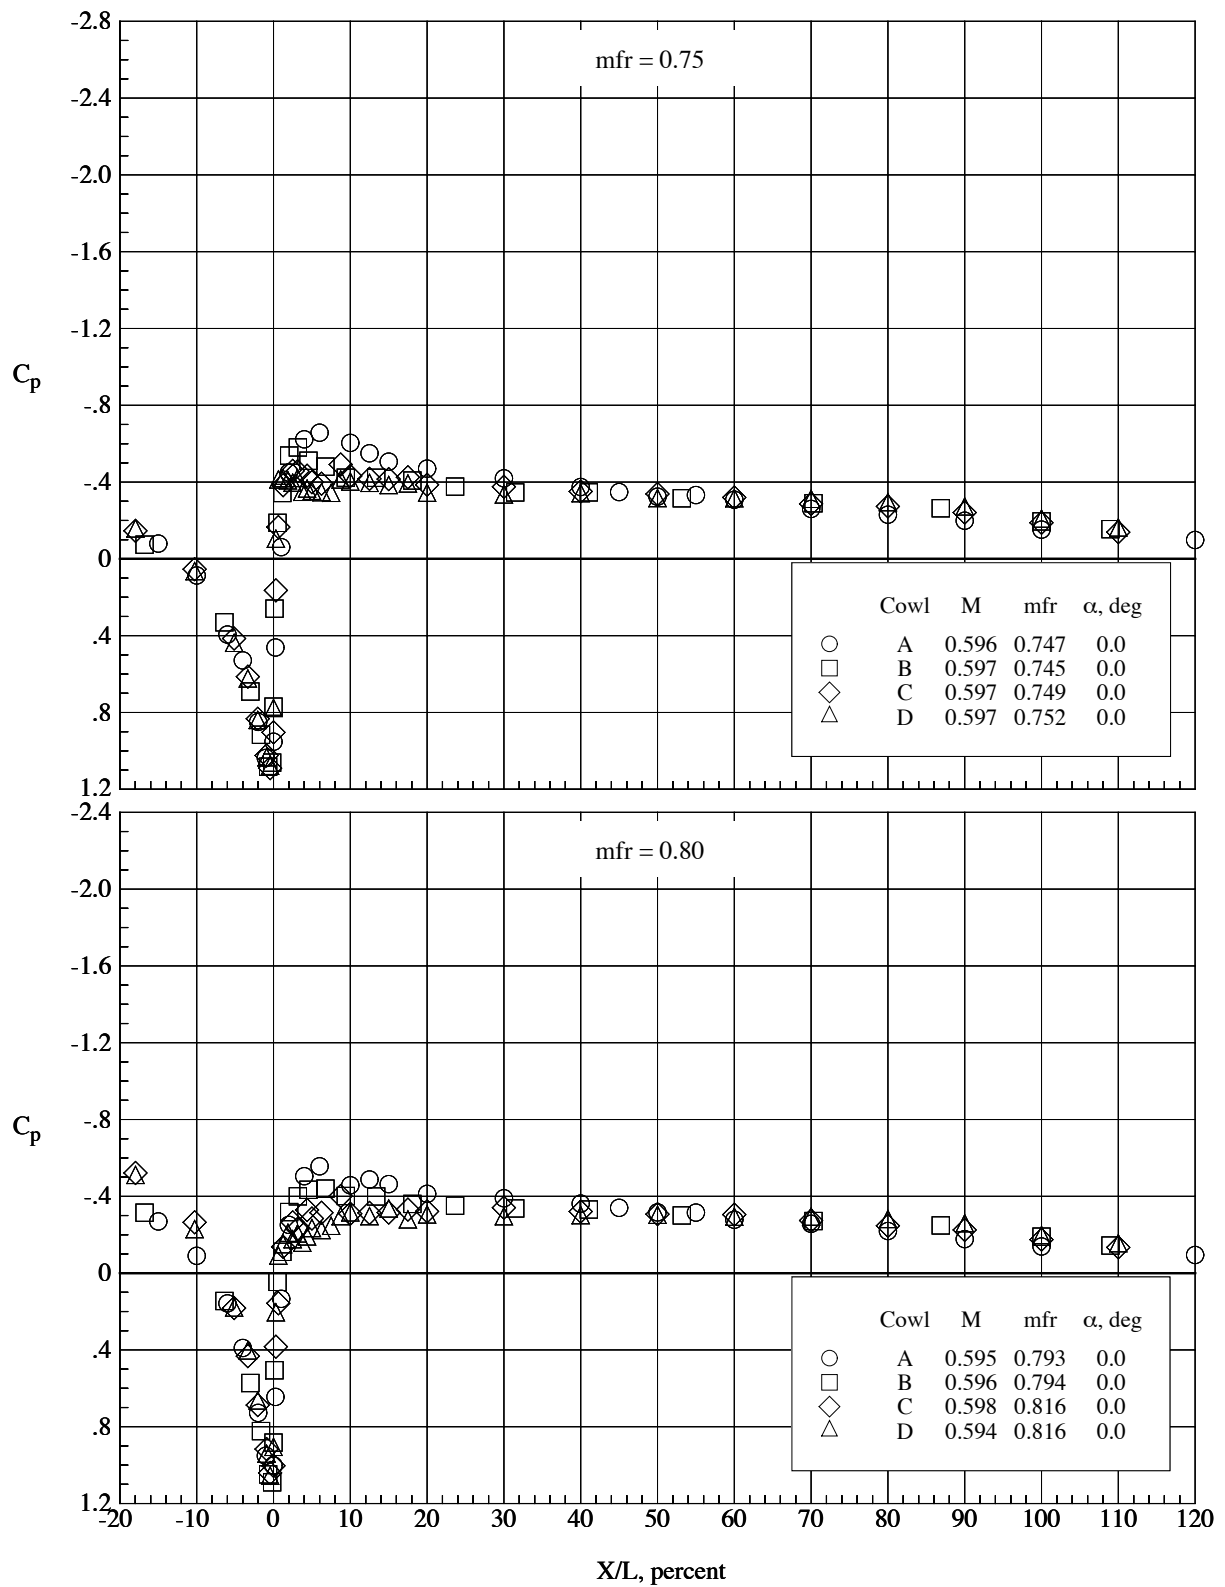 -2.8
mfr = 0.75
-2.4
-2.0
-1.6
-1.2
Cp
-.8
-.4
0
.4
.8
1.2
Cowl M mfr α, deg
A 0.596 0.747 0.0
B 0.597 0.745 0.0
C 0.597 0.749 0.0
D 0.597 0.752 0.0
-2.4
mfr = 0.80
-2.0
-1.6
-1.2
Cp
-.8
-.4
0
.4
.8
1.2
Cowl M mfr α, deg
A 0.595 0.793 0.0
B 0.596 0.794 0.0
C 0.598 0.816 0.0
D 0.594 0.816 0.0
-20 -10 0 10 20 30 40 50 60 70 80 90 100 110 120
X/L, percent